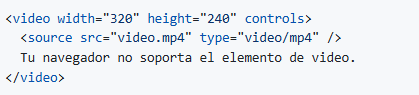 <video width="320" height="240" controls>
  <source src="video.mp4" type="video/mp4" />
  Tu navegador no soporta el elemento de video.
</video>